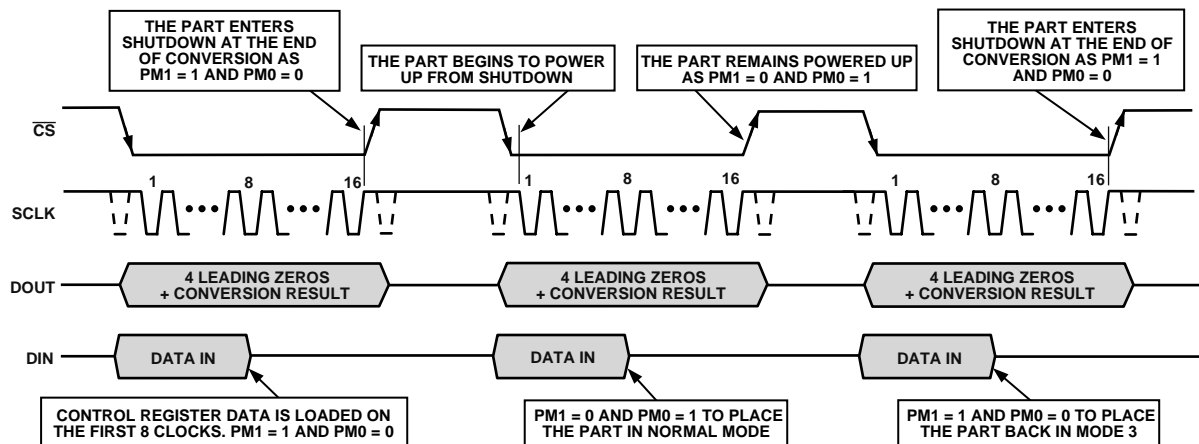 THE PART ENTERS
SHUTDOWN AT THE END
OF CONVERSION AS
PM1 = 1 AND PM0 = 0
THE PART BEGINS TO POWER
UP FROM SHUTDOWN
THE PART REMAINS POWERED UP
AS PM1 = 0 AND PM0 = 1
THE PART ENTERS
SHUTDOWN AT THE END OF
CONVERSION AS PM1 = 1
AND PM0 = 0
CS
1 8 16 1 8 16 1 8 16
SCLK
DOUT
4 LEADING ZEROS
+ CONVERSION RESULT
4 LEADING ZEROS
+ CONVERSION RESULT
4 LEADING ZEROS
+ CONVERSION RESULT
DIN DATA IN DATA IN DATA IN
CONTROL REGISTER DATA IS LOADED ON
THE FIRST 8 CLOCKS. PM1 = 1 AND PM0 = 0
PM1 = 0 AND PM0 = 1 TO PLACE
THE PART IN NORMAL MODE
PM1 = 1 AND PM0 = 0 TO PLACE
THE PART BACK IN MODE 3